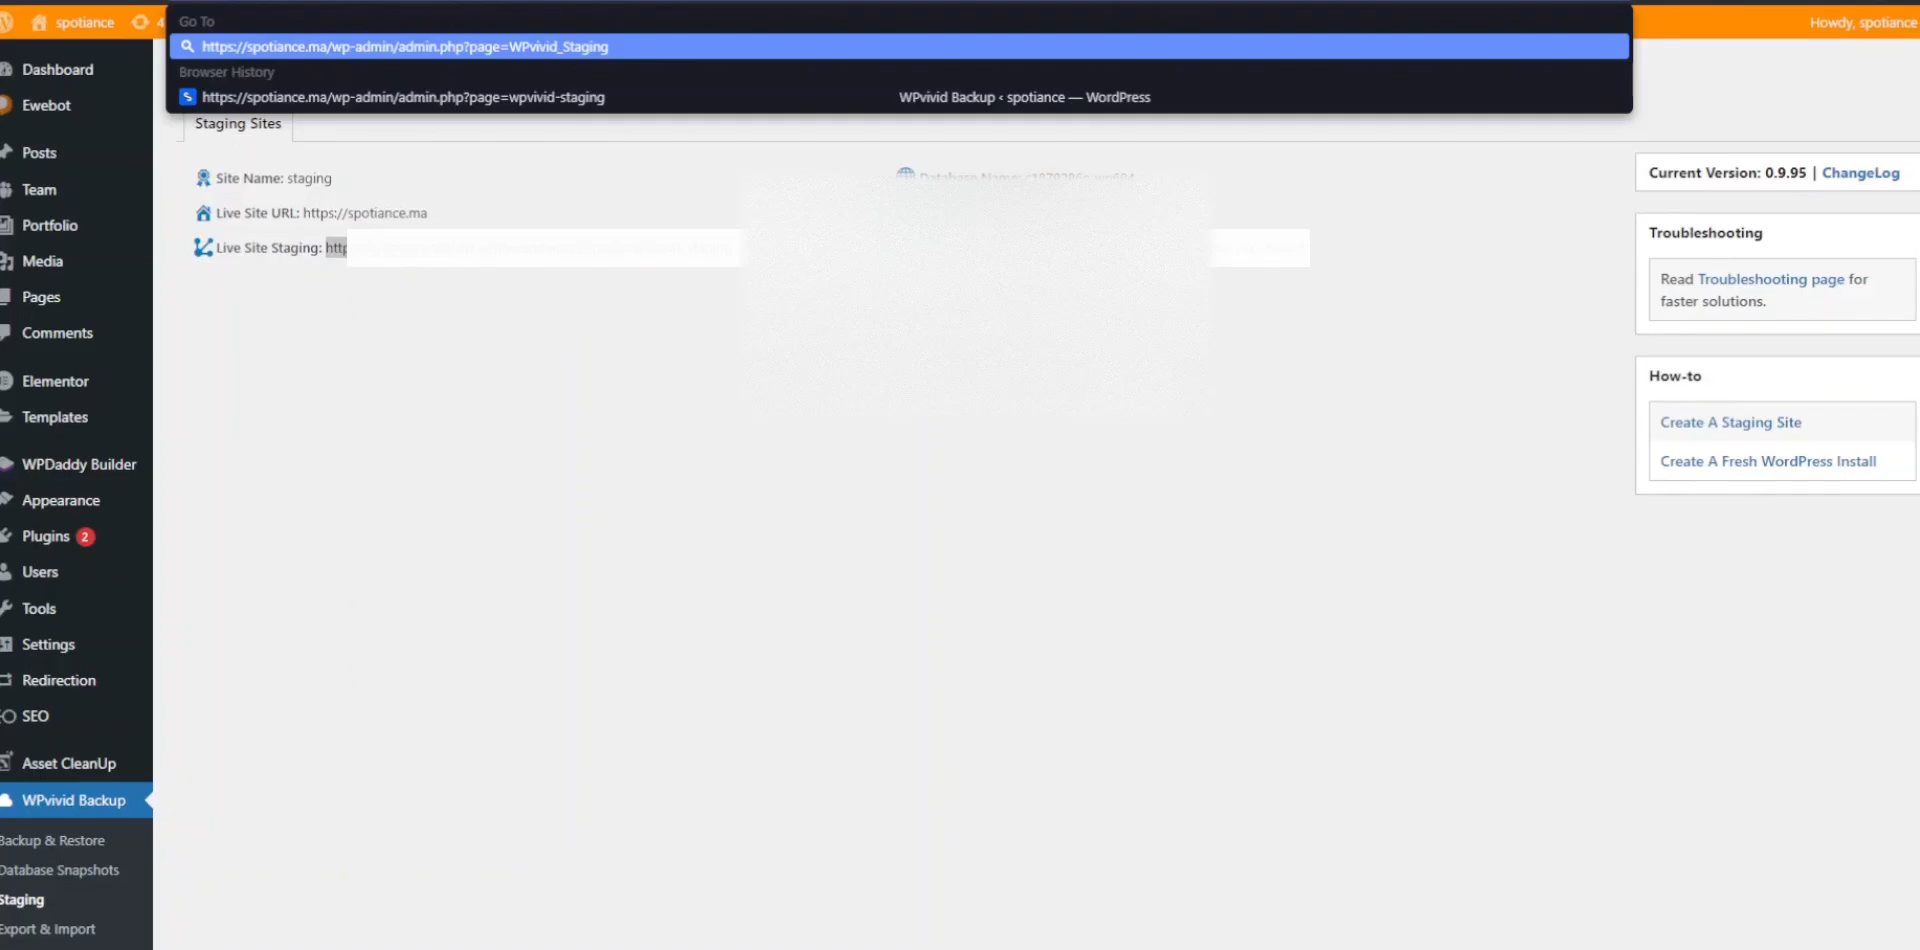 spotiance
4
Howdy, spotiance
Go To
https://spotiance.ma/wp-admin/admin.php?page=WPvivid_Staging
Browser History
https://spotiance.ma/wp-admin/admin.php?page=wpvivid-staging
WPvivid Backup ‹ spotiance — WordPress
Dashboard
Ewebot
Posts
Team
Portfolio
Media
Pages
Comments
Elementor
Templates
WPDaddy Builder
Appearance
Plugins 2
Users
Tools
Settings
Redirection
SEO
Asset CleanUp
WPvivid Backup
Backup & Restore
Database Snapshots
Staging
Export & Import
Staging Sites
Site Name: staging
Database Name:
Live Site URL: https://spotiance.ma
Live Site Staging: http
Current Version: 0.9.95 | ChangeLog
Troubleshooting
Read Troubleshooting page for
faster solutions.
How-to
Create A Staging Site
Create A Fresh WordPress Install